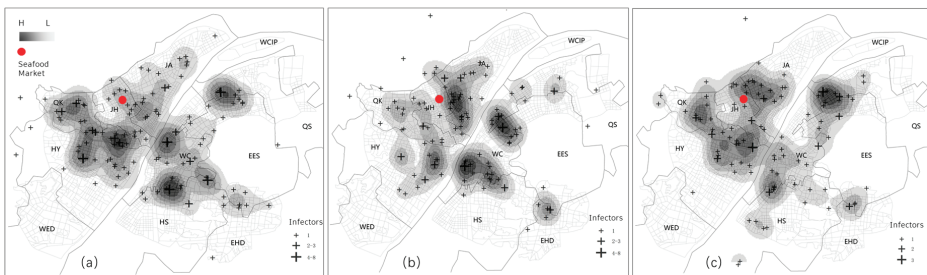 H L
Seafood
Market
WCIP
JA
QK
JH
QS
HY
WC
EES
HS
WED
EHD
Infectors
1
2-3
4-8
(a)
WCIP
JA
QK
JH
QS
HY
WC
EES
HS
WED
EHD
Infectors
1
2-3
4-8
(b)
WCIP
JA
QK
JH
QS
HY
WC
EES
HS
WED
EHD
Infectors
1
2
3
(c)